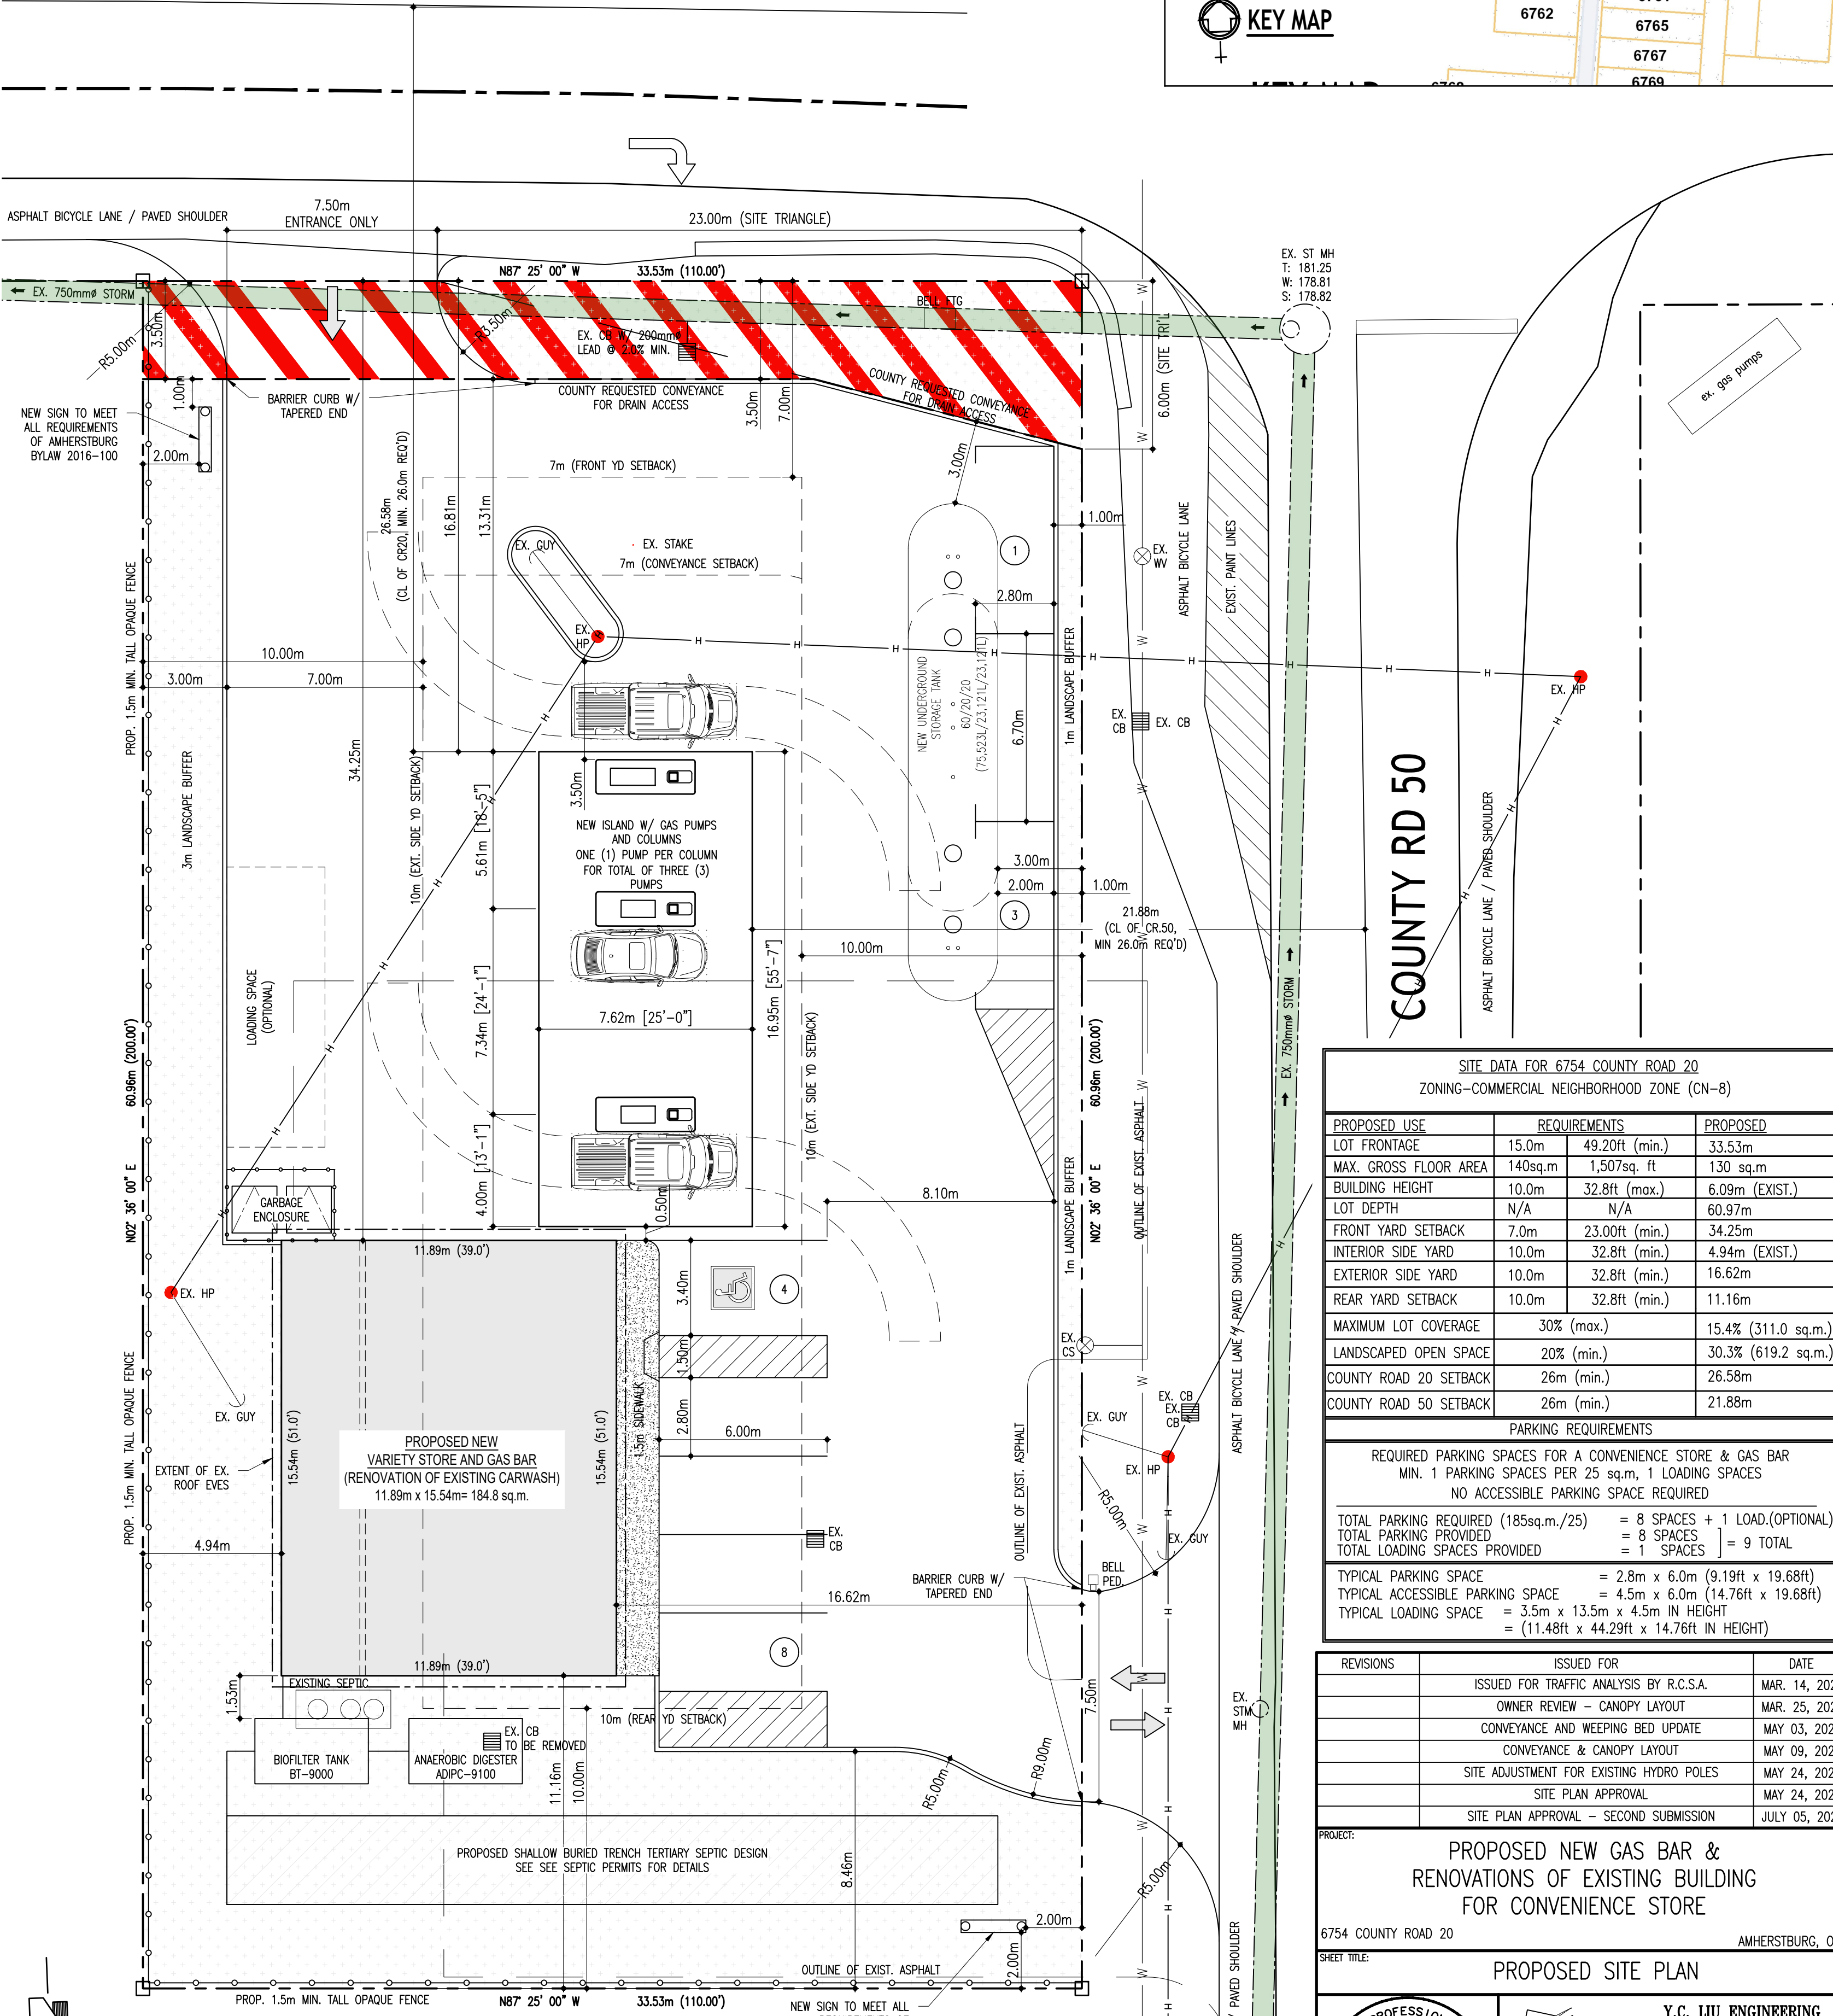 KEY MAP
6762
6765
6767
6769
ASPHALT BICYCLE LANE / PAVED SHOULDER
7.50m
ENTRANCE ONLY
23.00m (SITE TRIANGLE)
N87° 25' 00" W 33.53m (110.00')
EX. 750mmø STORM
BELL FTG
EX. ST MH
T: 181.25
W: 178.81
S: 178.82
R5.00m
3.50m
R3.50m
EX. CB W/ 200mmø
LEAD @ 2.0% MIN.
6.00m (SITE TRI'L)
ex. gas pumps
1.00m
BARRIER CURB W/
TAPERED END
COUNTY REQUESTED CONVEYANCE
FOR DRAIN ACCESS
3.50m
7.00m
COUNTY REQUESTED CONVEYANCE
FOR DRAIN ACCESS
NEW SIGN TO MEET
ALL REQUIREMENTS
OF AMHERSTBURG
BYLAW 2016-100
2.00m
7m (FRONT YD SETBACK)
3.00m
26.58m
(CL OF CR20, MIN. 26.0m REQ'D)
16.81m
13.31m
1.00m
EX. GUY
EX. STAKE
7m (CONVEYANCE SETBACK)
1
EX.
WV
ASPHALT BICYCLE LANE
EXIST. PAINT LINES
PROP. 1.5m MIN. TALL OPAQUE FENCE
2.80m
EX.
HP
10.00m
3.00m
7.00m
NEW UNDERGROUND
STORAGE TANK
60/20/20
(75,523L/23,121L/23,121L)
6.70m
1m LANDSCAPE BUFFER
EX. HP
EX.
CB
EX. CB
34.25m
3m LANDSCAPE BUFFER
10m (EXT. SIDE YD SETBACK)
5.61m [18'-5"]
3.50m
NEW ISLAND W/ GAS PUMPS
AND COLUMNS
ONE (1) PUMP PER COLUMN
FOR TOTAL OF THREE (3)
PUMPS
COUNTY RD 50
ASPHALT BICYCLE LANE / PAVED SHOULDER
3.00m
2.00m
1.00m
3
21.88m
(CL OF CR.50,
MIN 26.0m REQ'D)
10.00m
LOADING SPACE
(OPTIONAL)
7.34m [24'-1"]
7.62m [25'-0"]
16.95m [55'-7"]
10m (EXT. SIDE YD SETBACK)
N02° 36' 00" E 60.96m (200.00')
N02° 36' 00" E 60.96m (200.00')
OUTLINE OF EXIST. ASPHALT
EX. 750mmø STORM
4.00m [13'-1"]
0.50m
8.10m
1m LANDSCAPE BUFFER
GARBAGE
ENCLOSURE
11.89m (39.0')
EX. HP
3.40m
4
1.50m
EX.
CS
ASPHALT BICYCLE LANE / PAVED SHOULDER
EX. GUY
PROP. 1.5m MIN. TALL OPAQUE FENCE
EXTENT OF EX.
ROOF EVES
15.54m (51.0')
PROPOSED NEW
VARIETY STORE AND GAS BAR
(RENOVATION OF EXISTING CARWASH)
11.89m x 15.54m= 184.8 sq.m.
15.54m (51.0')
1.5m SIDEWALK
2.80m
6.00m
OUTLINE OF EXIST. ASPHALT
EX. CB
EX.
CB
EX. GUY
EX. HP
R5.00m
EX. GUY
EX.
CB
4.94m
BARRIER CURB W/
TAPERED END
BELL
PED.
16.62m
8
11.89m (39.0')
EXISTING SEPTIC
1.53m
7.50m
EX.
STM
MH
10m (REAR YD SETBACK)
EX. CB
TO BE REMOVED
BIOFILTER TANK
BT-9000
ANAEROBIC DIGESTER
ADIPC-9100
11.16m
10.00m
R5.00m
R9.00m
PROPOSED SHALLOW BURIED TRENCH TERTIARY SEPTIC DESIGN
SEE SEE SEPTIC PERMITS FOR DETAILS
8.46m
R5.00m
2.00m
2.00m
PAVED SHOULDER
OUTLINE OF EXIST. ASPHALT
PROP. 1.5m MIN. TALL OPAQUE FENCE
N87° 25' 00" W 33.53m (110.00')
NEW SIGN TO MEET ALL
SITE DATA FOR 6754 COUNTY ROAD 20
ZONING-COMMERCIAL NEIGHBORHOOD ZONE (CN-8)
PROPOSED USE REQUIREMENTS PROPOSED
LOT FRONTAGE 15.0m 49.20ft (min.) 33.53m
MAX. GROSS FLOOR AREA 140sq.m 1,507sq. ft 130 sq.m
BUILDING HEIGHT 10.0m 32.8ft (max.) 6.09m (EXIST.)
LOT DEPTH N/A N/A 60.97m
FRONT YARD SETBACK 7.0m 23.00ft (min.) 34.25m
INTERIOR SIDE YARD 10.0m 32.8ft (min.) 4.94m (EXIST.)
EXTERIOR SIDE YARD 10.0m 32.8ft (min.) 16.62m
REAR YARD SETBACK 10.0m 32.8ft (min.) 11.16m
MAXIMUM LOT COVERAGE 30% (max.) 15.4% (311.0 sq.m.)
LANDSCAPED OPEN SPACE 20% (min.) 30.3% (619.2 sq.m.)
COUNTY ROAD 20 SETBACK 26m (min.) 26.58m
COUNTY ROAD 50 SETBACK 26m (min.) 21.88m
PARKING REQUIREMENTS
REQUIRED PARKING SPACES FOR A CONVENIENCE STORE & GAS BAR
MIN. 1 PARKING SPACES PER 25 sq.m, 1 LOADING SPACES
NO ACCESSIBLE PARKING SPACE REQUIRED
TOTAL PARKING REQUIRED (185sq.m./25) = 8 SPACES + 1 LOAD.(OPTIONAL)
TOTAL PARKING PROVIDED = 8 SPACES
TOTAL LOADING SPACES PROVIDED = 1 SPACES ] = 9 TOTAL
TYPICAL PARKING SPACE = 2.8m x 6.0m (9.19ft x 19.68ft)
TYPICAL ACCESSIBLE PARKING SPACE = 4.5m x 6.0m (14.76ft x 19.68ft)
TYPICAL LOADING SPACE = 3.5m x 13.5m x 4.5m IN HEIGHT
= (11.48ft x 44.29ft x 14.76ft IN HEIGHT)
REVISIONS ISSUED FOR DATE
ISSUED FOR TRAFFIC ANALYSIS BY R.C.S.A. MAR. 14, 202
OWNER REVIEW - CANOPY LAYOUT MAR. 25, 202
CONVEYANCE AND WEEPING BED UPDATE MAY 03, 202
CONVEYANCE & CANOPY LAYOUT MAY 09, 202
SITE ADJUSTMENT FOR EXISTING HYDRO POLES MAY 24, 202
SITE PLAN APPROVAL MAY 24, 202
SITE PLAN APPROVAL - SECOND SUBMISSION JULY 05, 202
PROJECT:
PROPOSED NEW GAS BAR &
RENOVATIONS OF EXISTING BUILDING
FOR CONVENIENCE STORE
6754 COUNTY ROAD 20
AMHERSTBURG, O
SHEET TITLE:
PROPOSED SITE PLAN
Y.C. LIU ENGINEERING